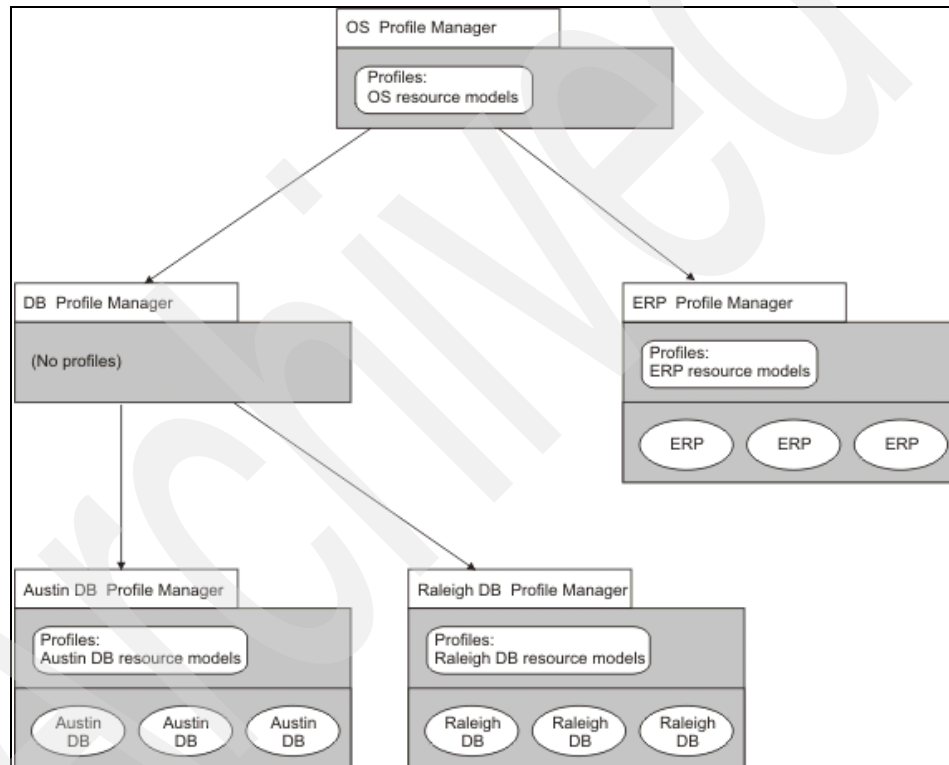 OS Profile Manager
Profiles:
OS resource models
DB Profile Manager
(No profiles)
ERP Profile Manager
Profiles:
ERP resource models
ERP
ERP
ERP
Austin DB Profile Manager
Profiles:
Austin DB resource models
Austin
DB
Austin
DB
Austin
DB
Raleigh DB Profile Manager
Profiles:
Raleigh DB resource models
Raleigh
DB
Raleigh
DB
Raleigh
DB
Archived